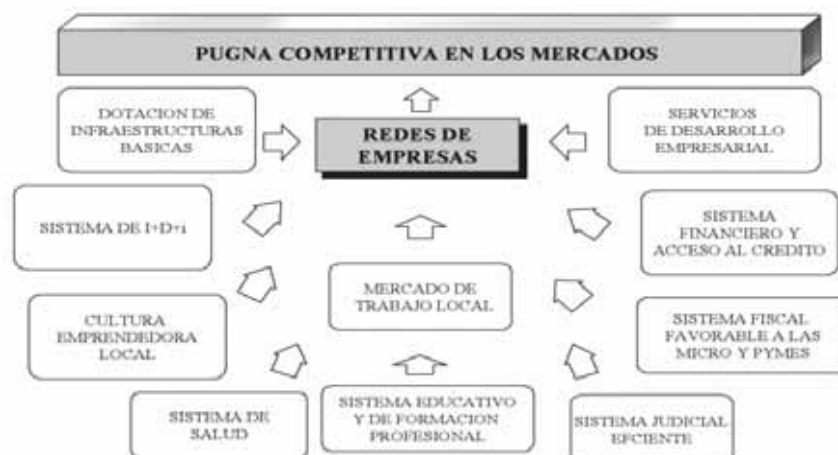 PUGNA COMPETITIVA EN LOS MERCADOS
DOTACION DE
INFRAESTRUCTURAS
BASICAS
REDES DE
EMPRESAS
SERVICIOS
DE DESARROLLO
EMPRESARIAL
SISTEMA DE I+D+i
SISTEMA
FINANCIERO Y
ACCESO AL CREDITO
MERCADO DE
TRABAJO LOCAL
CULTURA
EMPRENDEDORA
LOCAL
SISTEMA FISCAL
FAVORABLE A LAS
MICRO Y PYMES
SISTEMA DE
SALUD
SISTEMA EDUCATIVO
Y DE FORMACION
PROFESIONAL
SISTEMA JUDICIAL
EFCIENTE